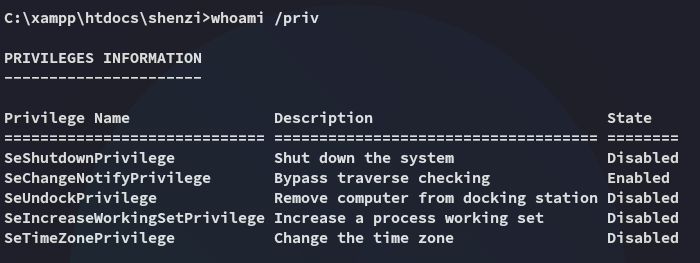 C:\xampp\htdocs\shenzi>whoami /priv
PRIVILEGES INFORMATION
----------------------
Privilege Name                Description                          State
============================= ==================================== ========
SeShutdownPrivilege           Shut down the system                 Disabled
SeChangeNotifyPrivilege       Bypass traverse checking             Enabled
SeUndockPrivilege             Remove computer from docking station Disabled
SeIncreaseWorkingSetPrivilege Increase a process working set       Disabled
SeTimeZonePrivilege           Change the time zone                 Disabled